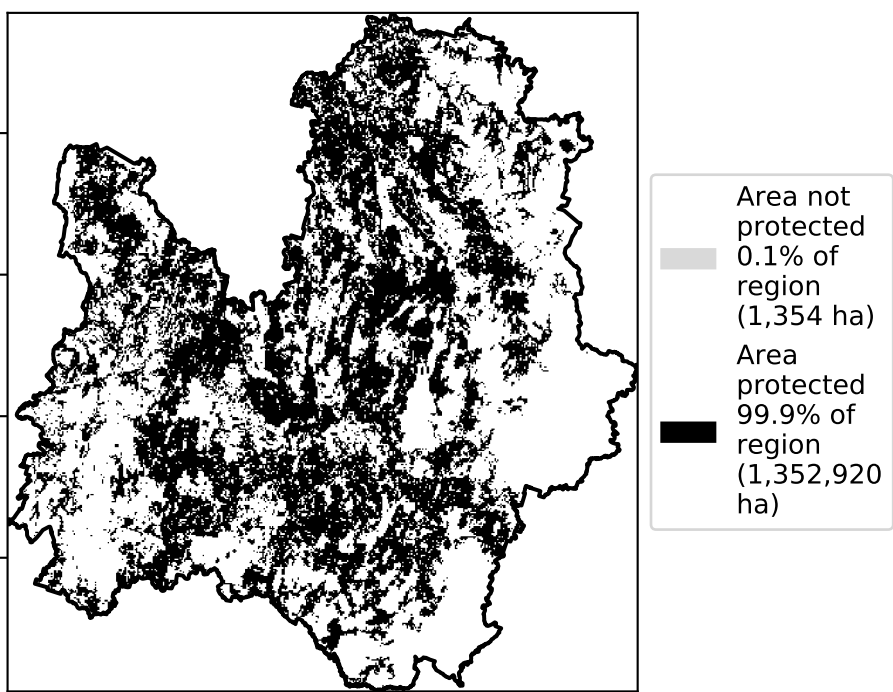 Area not
protected
0.1% of
region
(1,354 ha)
Area
protected
99.9% of
region
(1,352,920
ha)